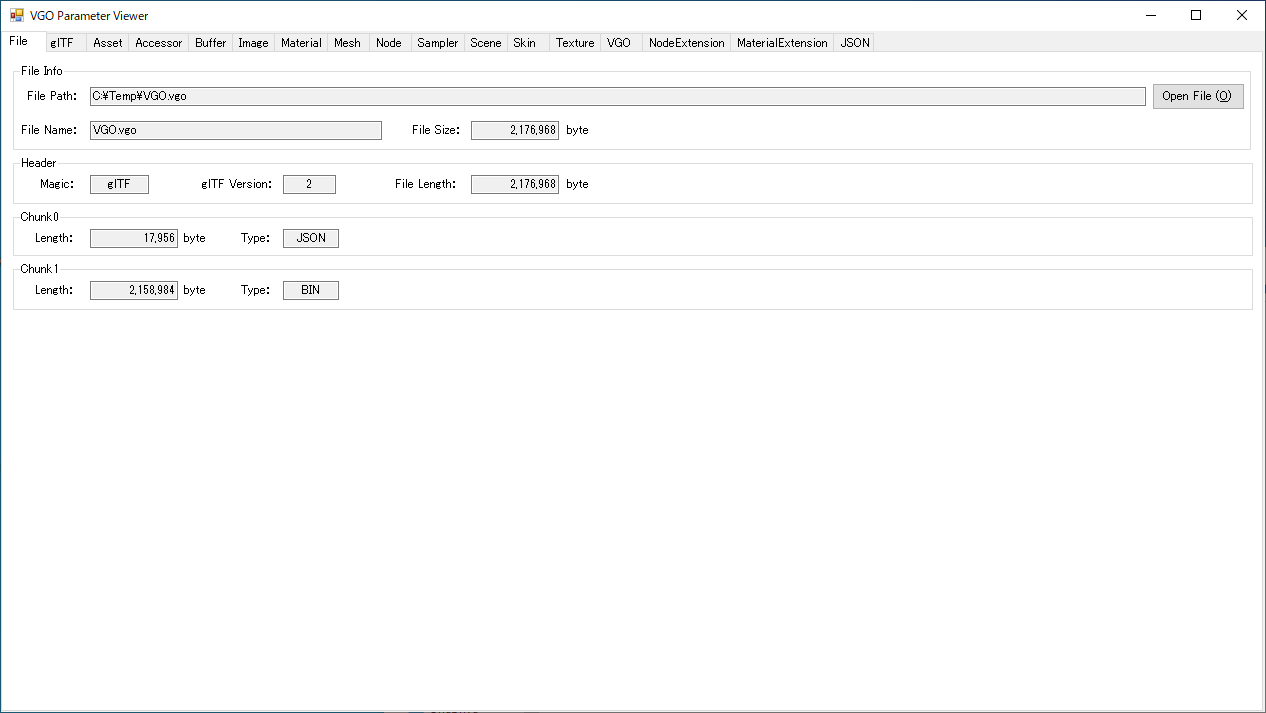 VGO Parameter Viewer
File glTF Asset Accessor Buffer Image Material Mesh Node Sampler Scene Skin Texture VGO NodeExtension MaterialExtension JSON
File Info
File Path: C:¥Temp¥VGO.vgo Open File (O)
File Name: VGO.vgo File Size: 2,176,968 byte
Header
Magic: glTF glTF Version: 2 File Length: 2,176,968 byte
Chunk0
Length: 17,956 byte Type: JSON
Chunk1
Length: 2,158,984 byte Type: BIN